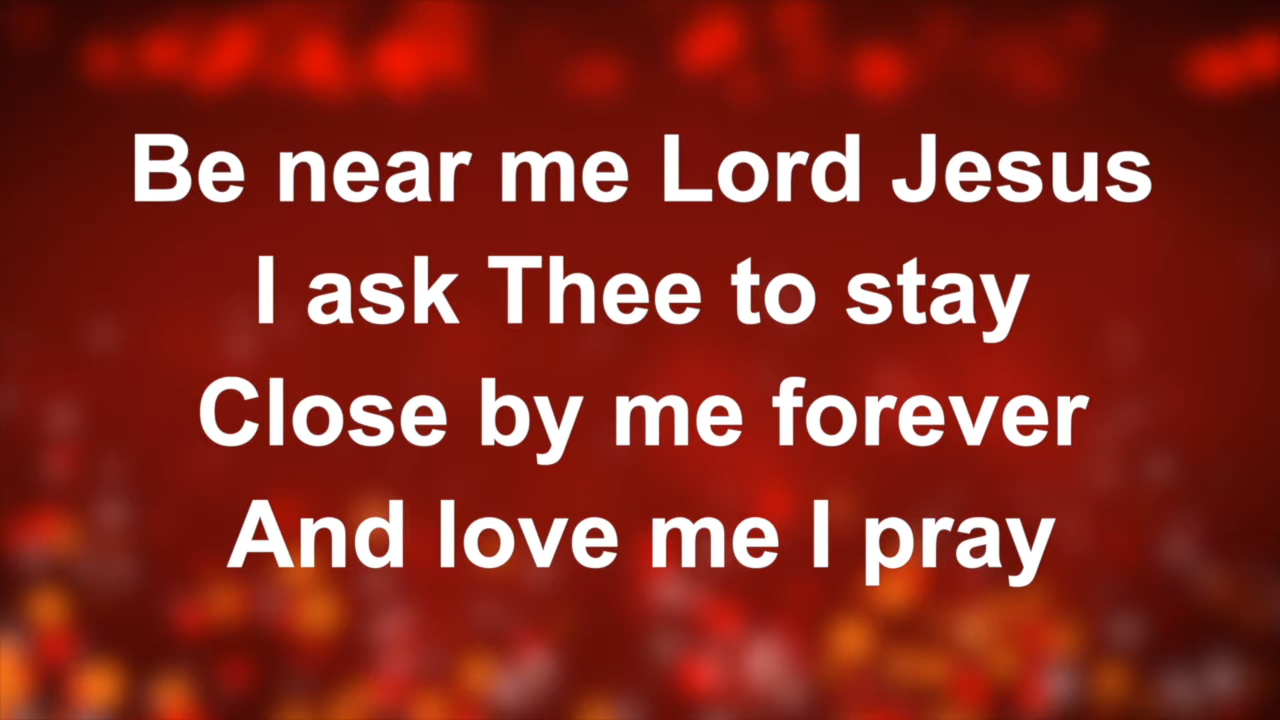 Be near me Lord Jesus
I ask Thee to stay
Close by me forever
And love me I pray